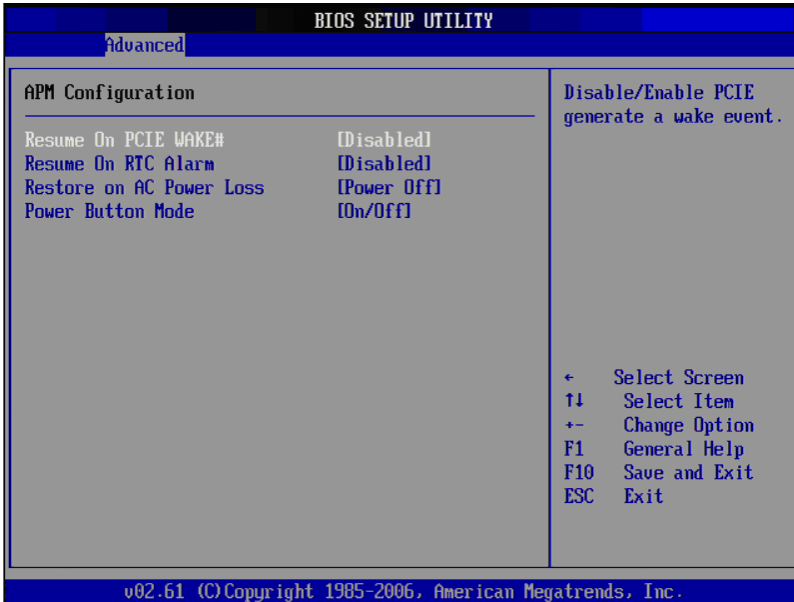 BIOS SETUP UTILITY
Advanced
APM Configuration
Resume On PCIE WAKE# [Disabled]
Resume On RTC Alarm [Disabled]
Restore on AC Power Loss [Power Off]
Power Button Mode [On/Off]
Disable/Enable PCIE
generate a wake event.
← Select Screen
↑↓ Select Item
+- Change Option
F1 General Help
F10 Save and Exit
ESC Exit
v02.61 (C)Copyright 1985-2006, American Megatrends, Inc.